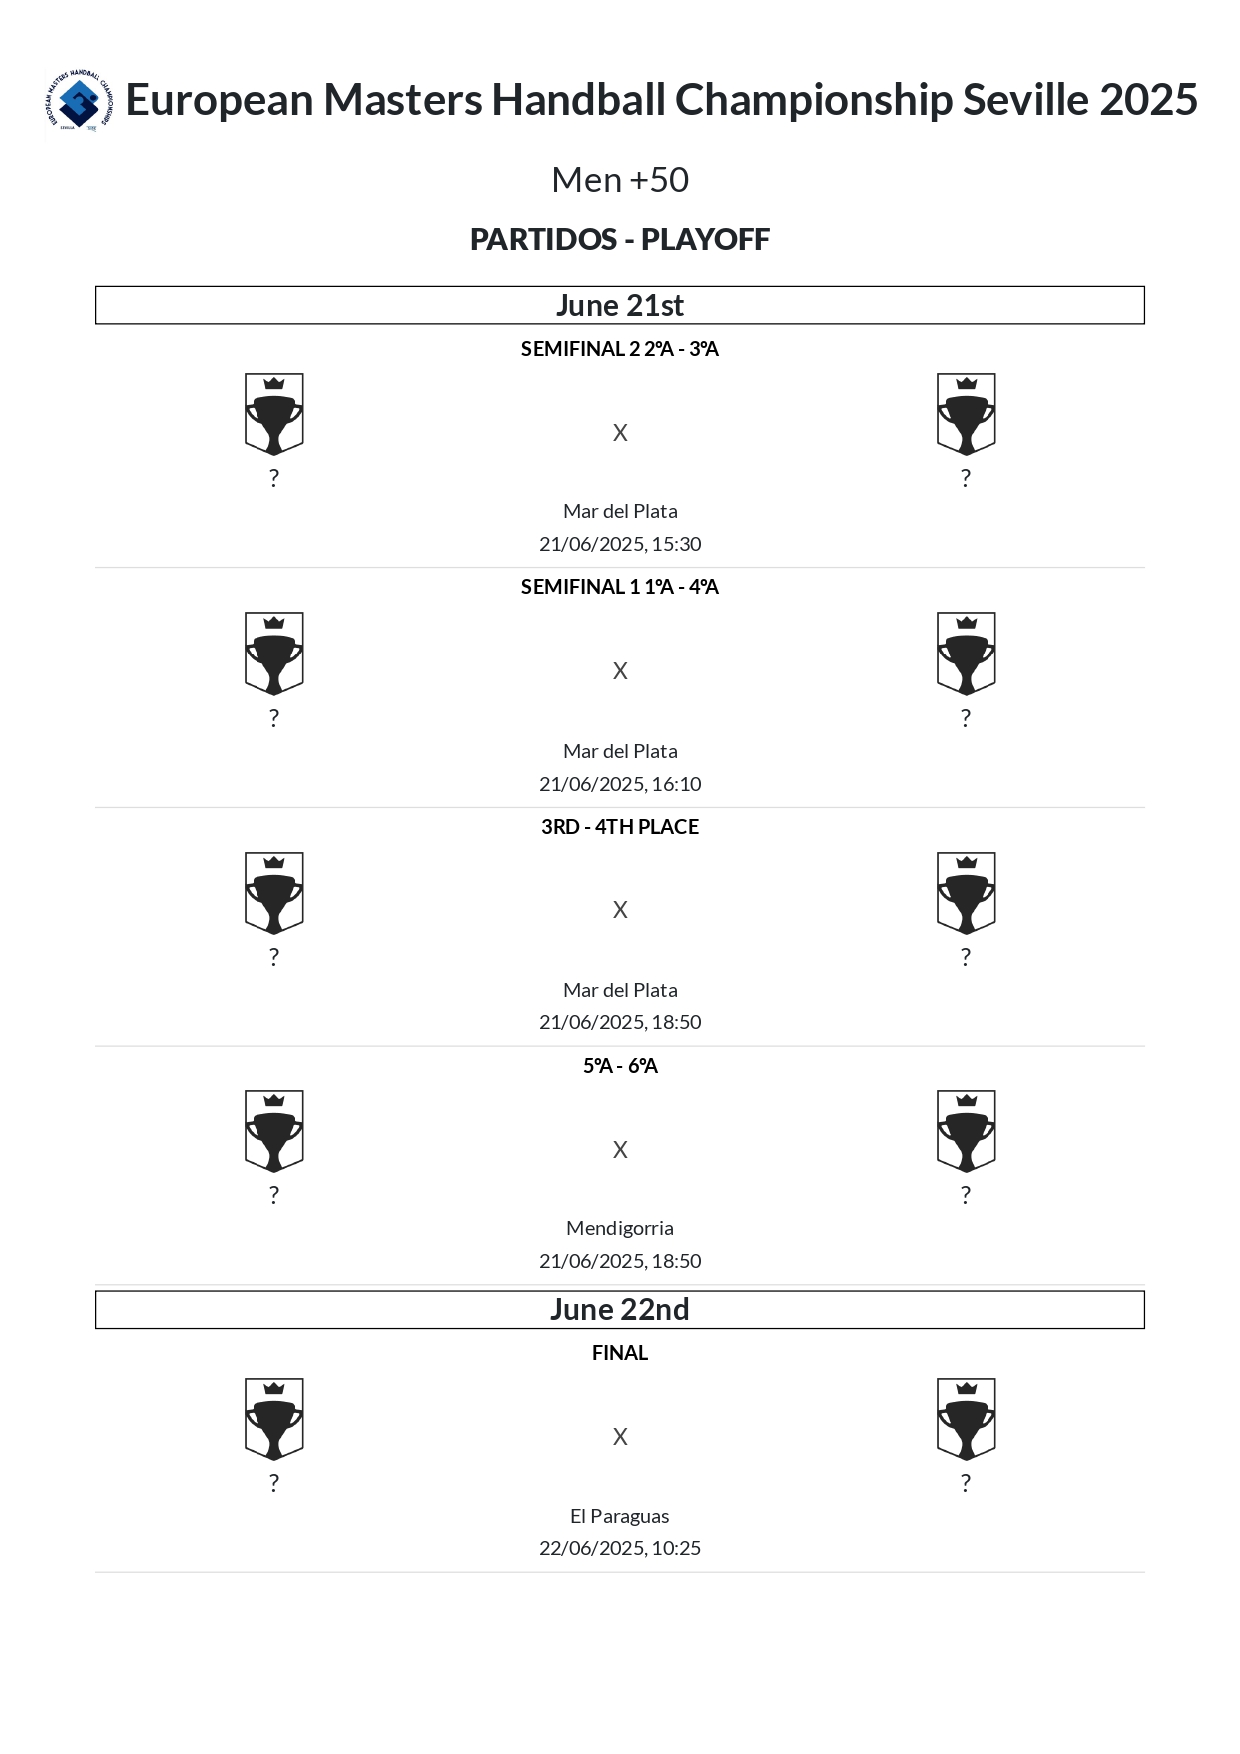 EUROPEAN MASTERS HANDBALL CHAMPIONSHIPS
SEVILLA
European Masters Handball Championship Seville 2025
Men +50
PARTIDOS - PLAYOFF
June 21st
SEMIFINAL 2 2ºA - 3ºA
X
? ?
Mar del Plata
21/06/2025, 15:30
SEMIFINAL 1 1ºA - 4ºA
X
? ?
Mar del Plata
21/06/2025, 16:10
3RD - 4TH PLACE
X
? ?
Mar del Plata
21/06/2025, 18:50
5ºA - 6ºA
X
? ?
Mendigorria
21/06/2025, 18:50
June 22nd
FINAL
X
? ?
El Paraguas
22/06/2025, 10:25